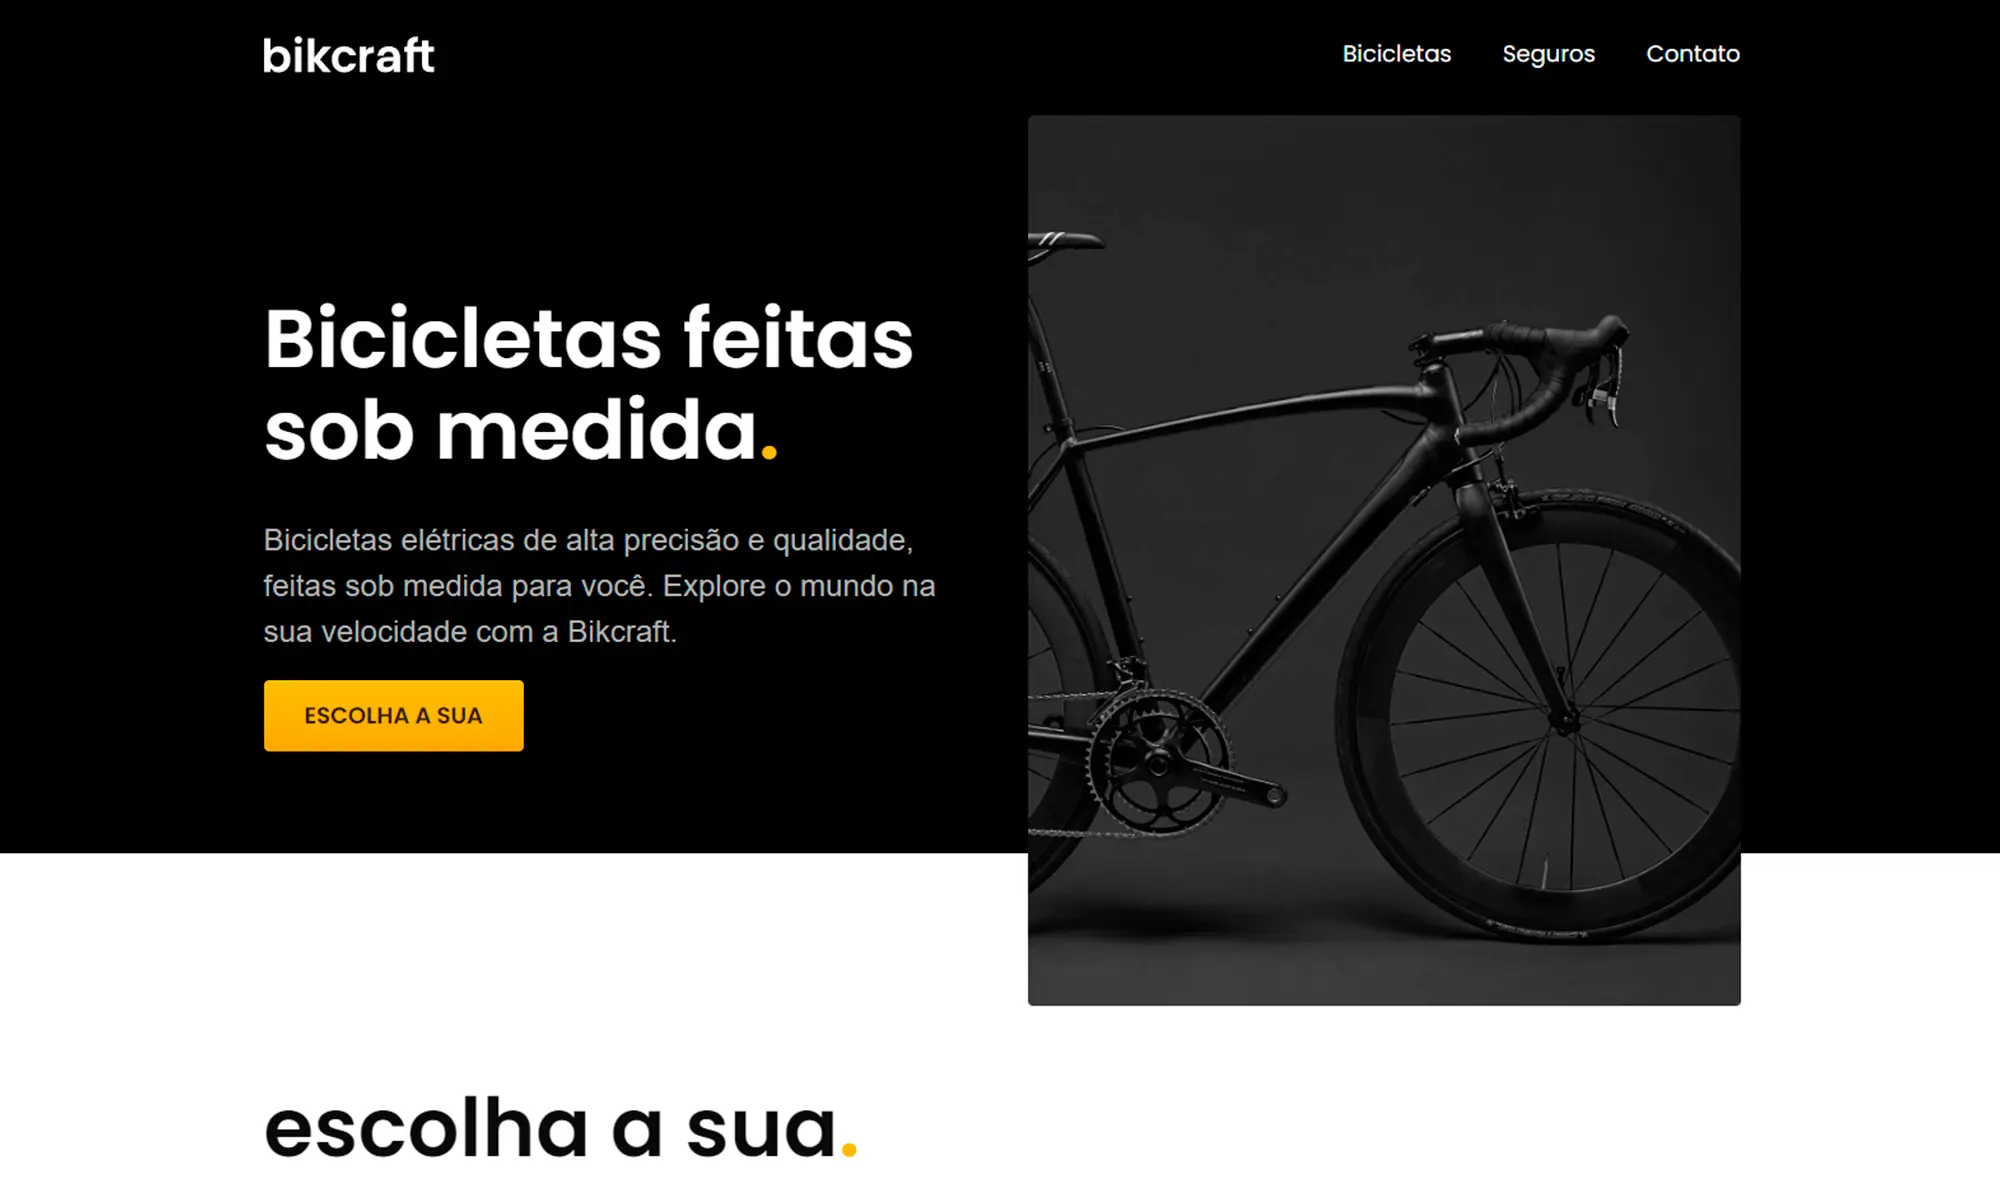 bikcraft
Bicicletas
Seguros
Contato
Bicicletas feitas
sob medida.
Bicicletas elétricas de alta precisão e qualidade,
feitas sob medida para você. Explore o mundo na
sua velocidade com a Bikcraft.
ESCOLHA A SUA
escolha a sua.